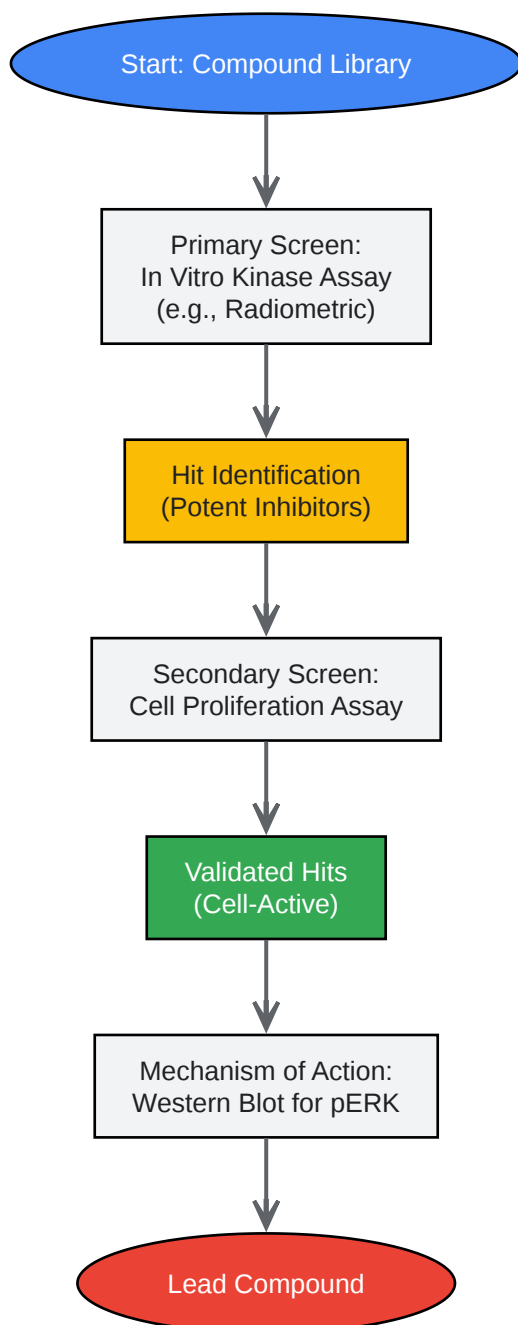 Start: Compound Library
Primary Screen:
In Vitro Kinase Assay
(e.g., Radiometric)
Hit Identification
(Potent Inhibitors)
Secondary Screen:
Cell Proliferation Assay
Validated Hits
(Cell-Active)
Mechanism of Action:
Western Blot for pERK
Lead Compound